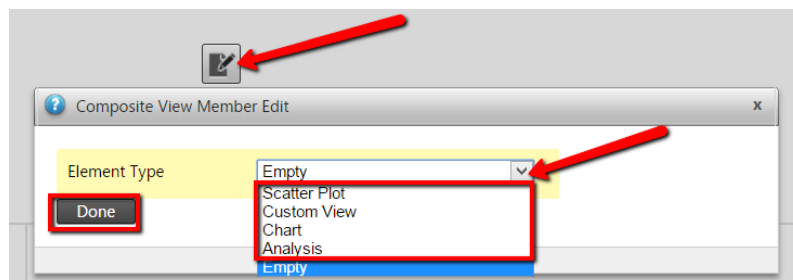 Composite View Member Edit x
Element Type Empty
Scatter Plot
Done Custom View
Chart
Analysis
Empty